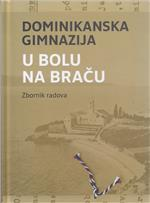 DOMINIKANSKA
GIMNAZIJA
U BOLU
NA BRAČU
Zbornik radova